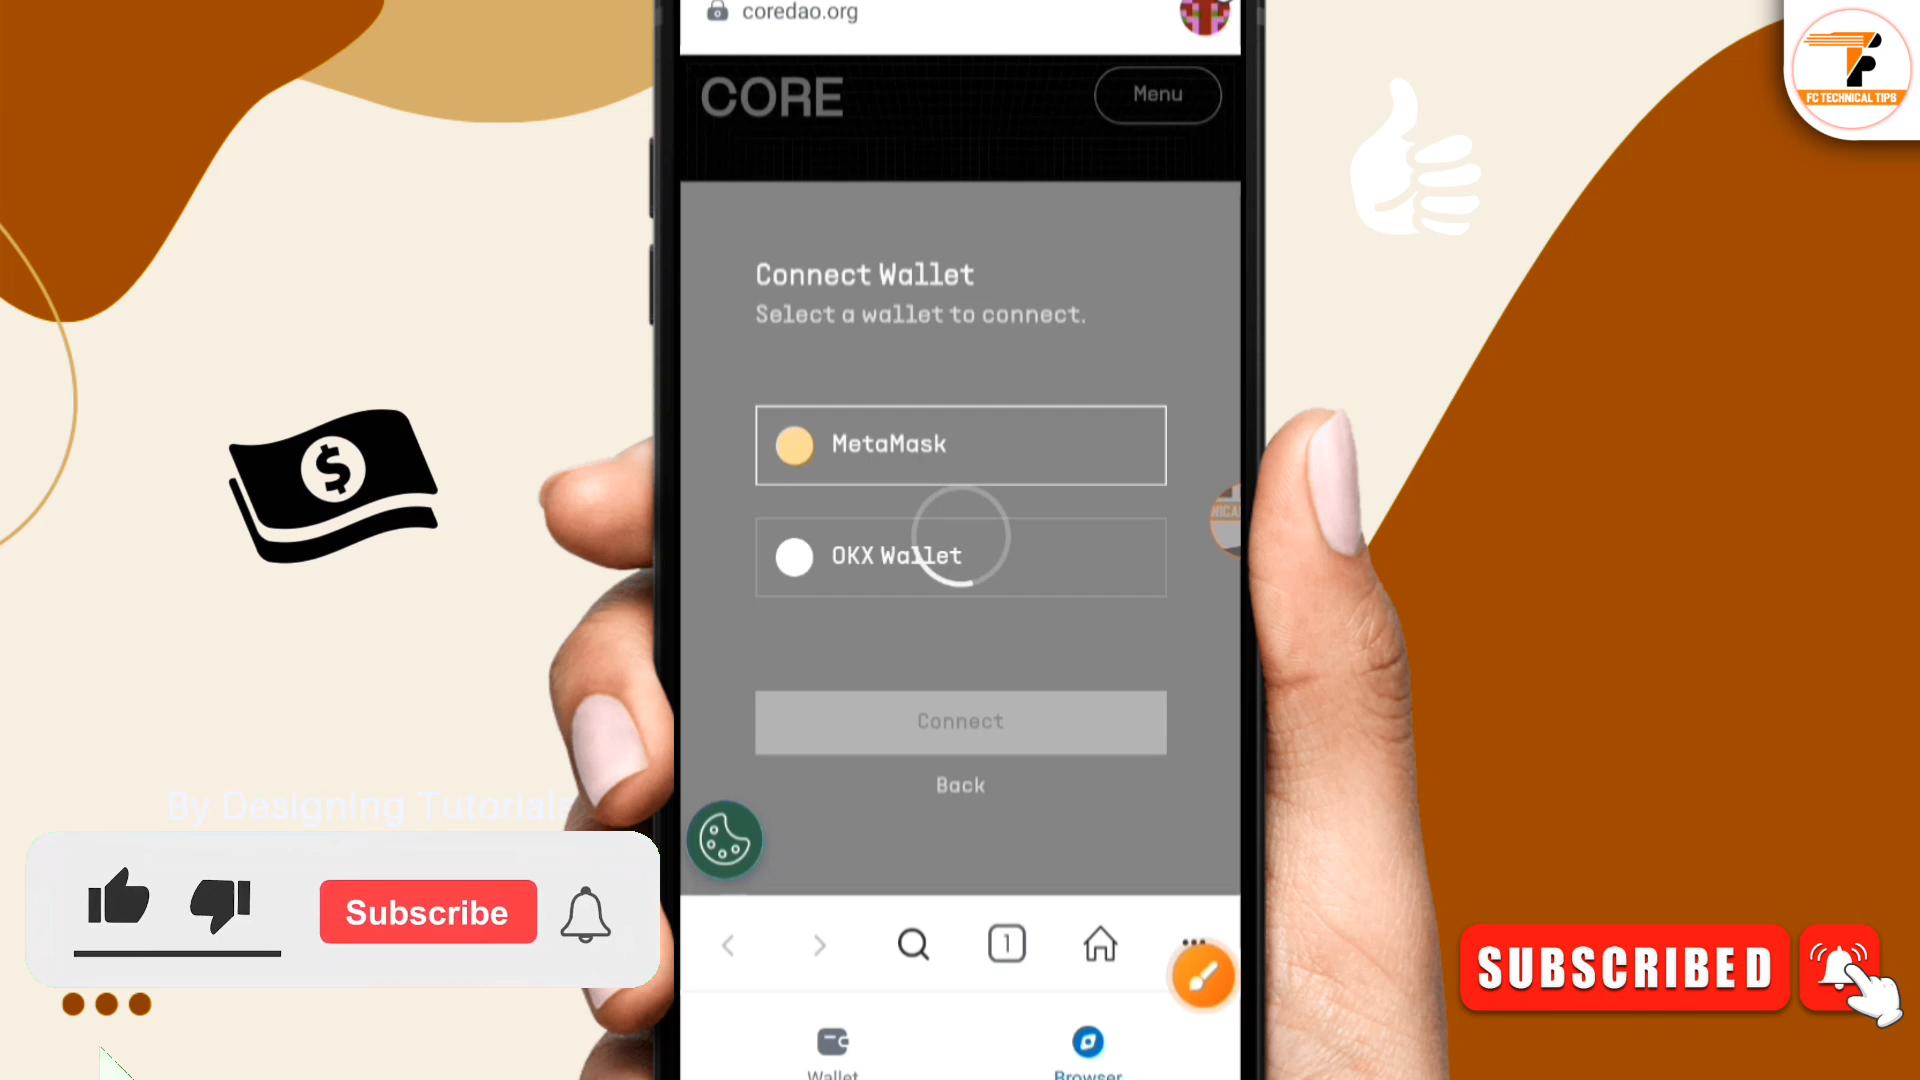 coredao.org
CORE
Menu
FC TECHNICAL TIPS
Connect Wallet
Select a wallet to connect.
MetaMask
OKX Wallet
Connect
Back
By Designing Tutorials
Subscribe
1
SUBSCRIBED
Wallet
Browser